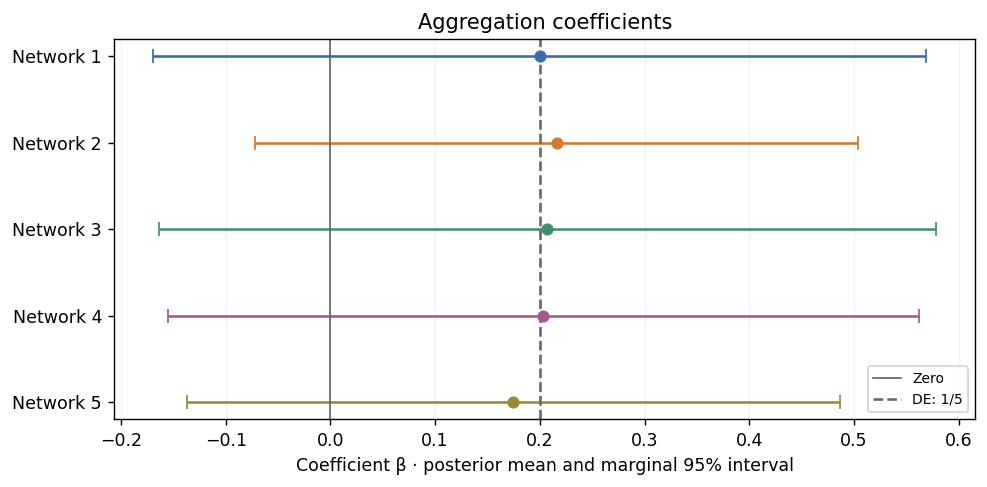 Aggregation coefficients
Network 1
Network 2
Network 3
Network 4
Network 5
Zero
DE: 1/5
−0.2 −0.1 0.0 0.1 0.2 0.3 0.4 0.5 0.6
Coefficient β · posterior mean and marginal 95% interval